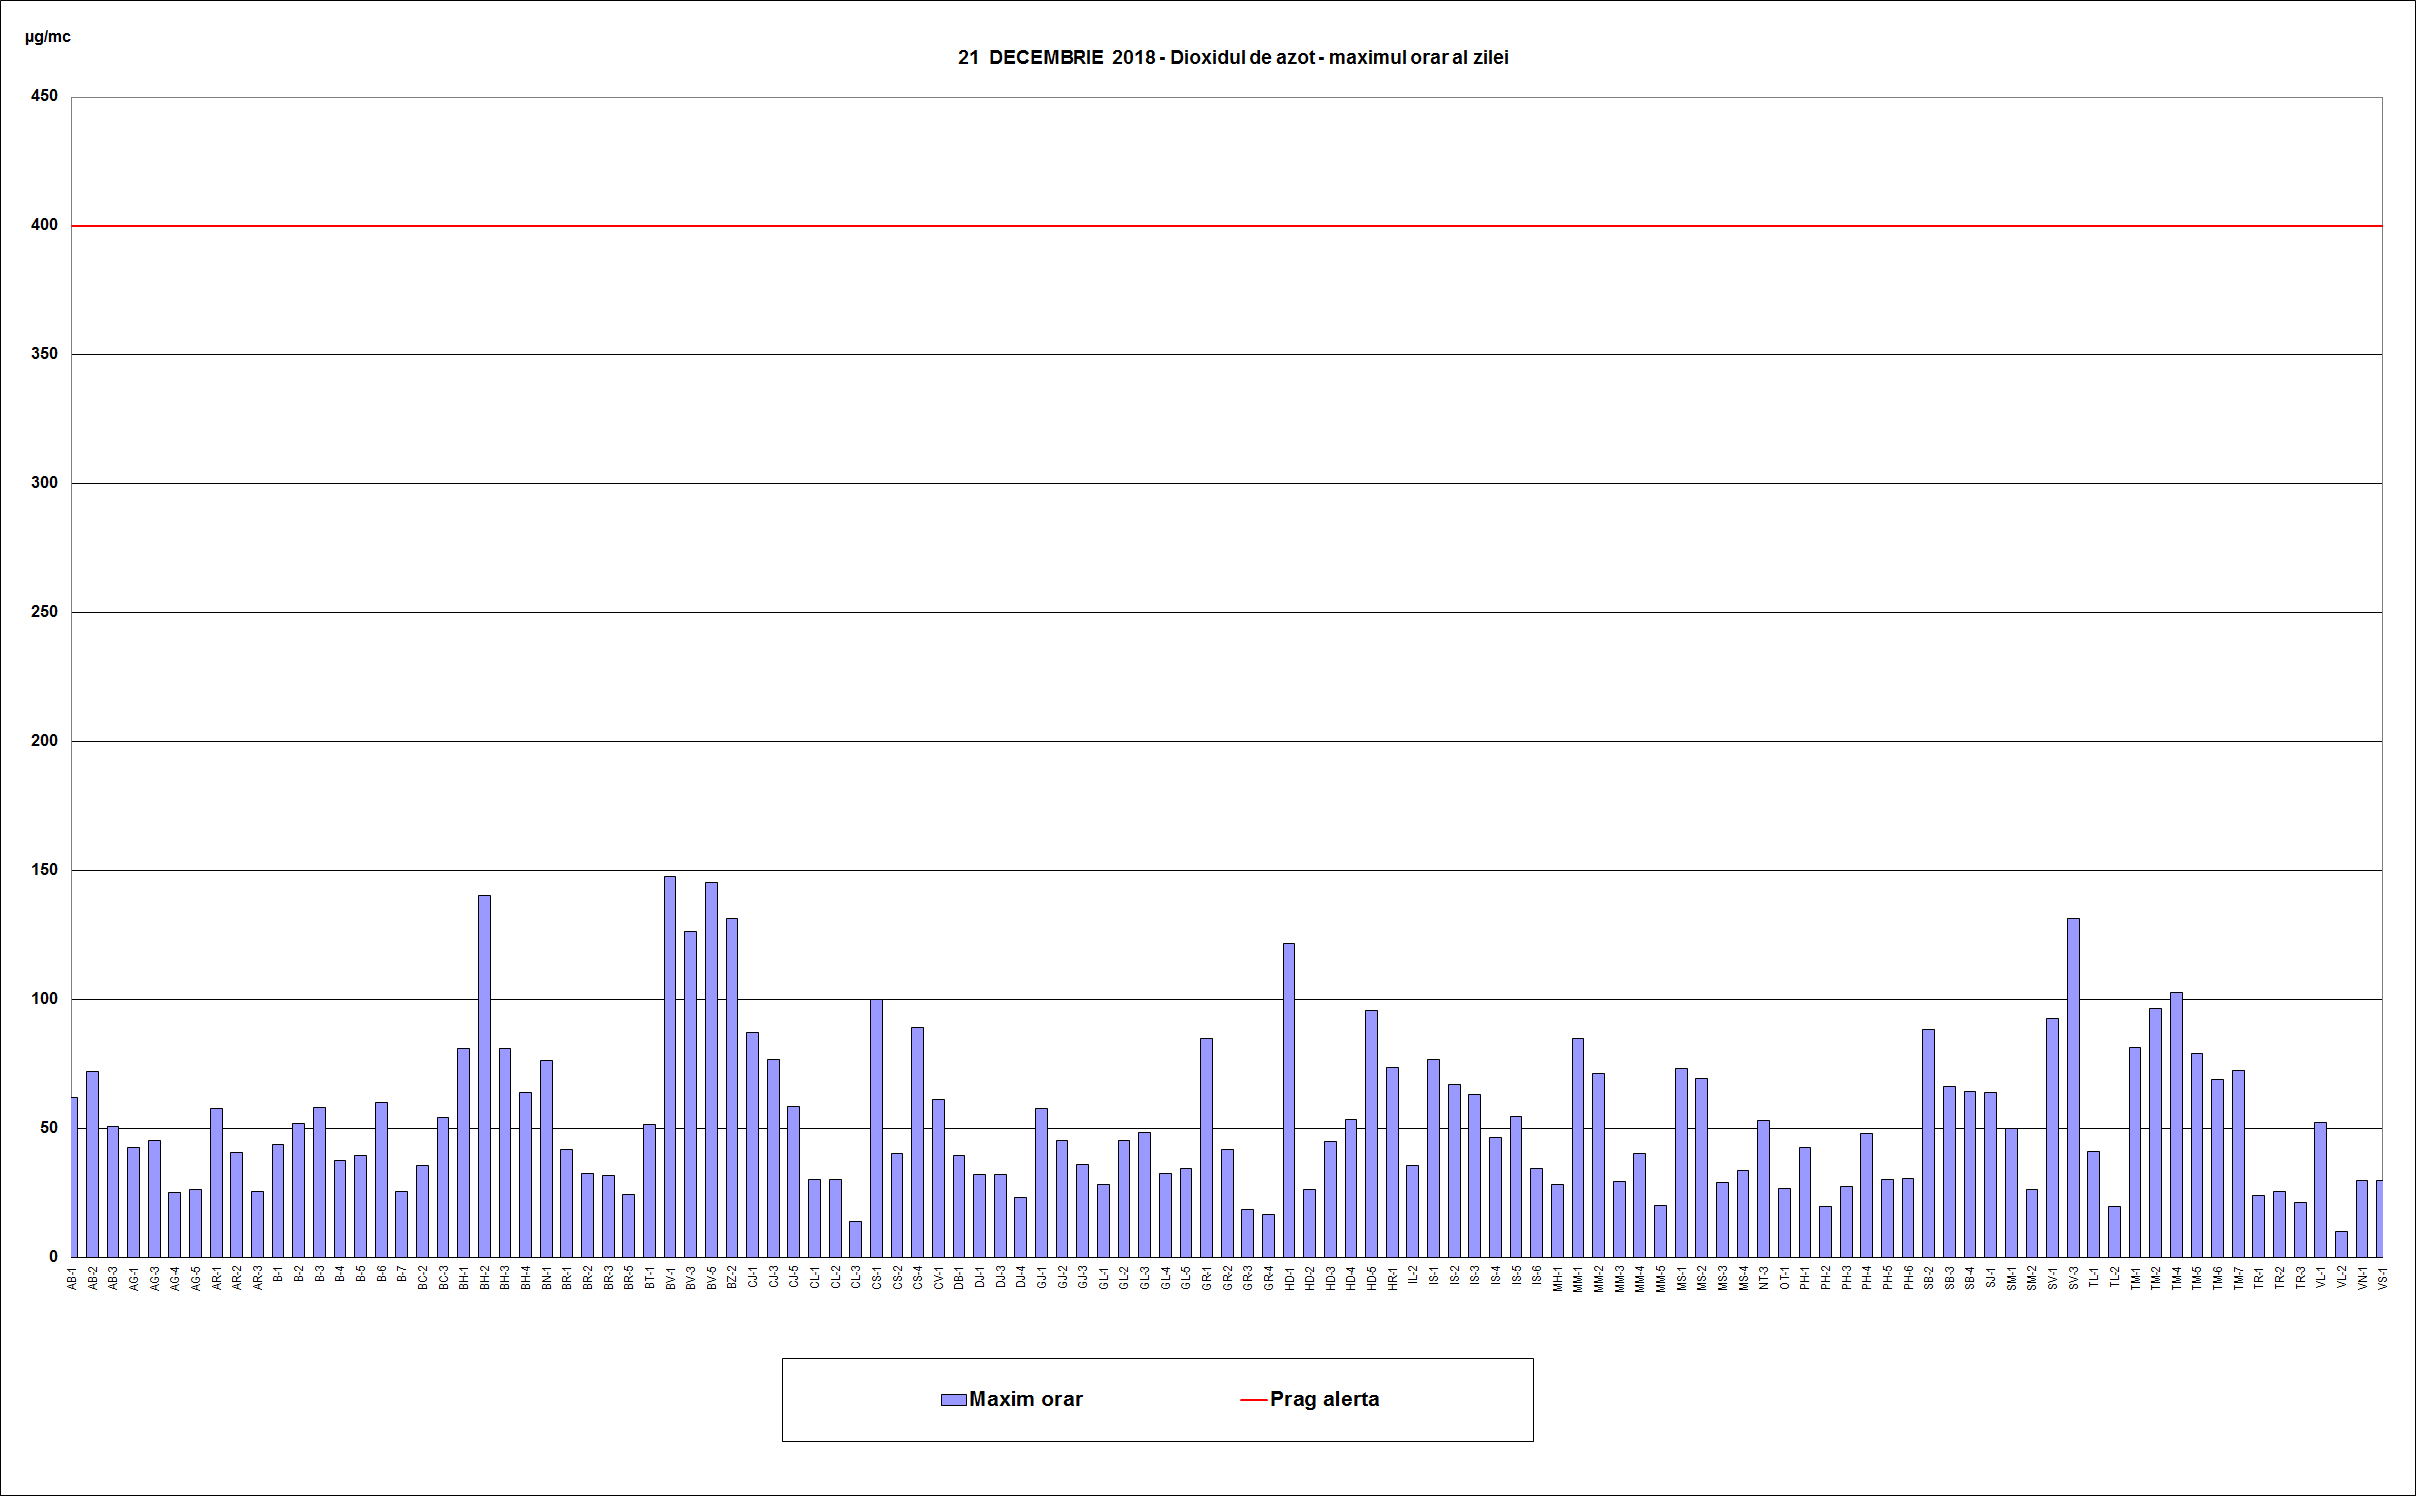 µg/mc
21 DECEMBRIE 2018 - Dioxidul de azot - maximul orar al zilei
450
400
350
300
250
200
150
100
50
0
AB-1 AB-2 AB-3 AG-1 AG-3 AG-4 AG-5 AR-1 AR-2 AR-3 B-1 B-2 B-3 B-4 B-5 B-6 B-7 BC-2 BC-3 BH-1 BH-2 BH-3 BH-4 BN-1 BR-1 BR-2 BR-3 BR-5 BT-1 BV-1 BV-3 BV-5 BZ-2 CJ-1 CJ-3 CJ-5 CL-1 CL-2 CL-3 CS-1 CS-2 CS-4 CV-1 DB-1 DJ-1 DJ-3 DJ-4 GJ-1 GJ-2 GJ-3 GL-1 GL-2 GL-3 GL-4 GL-5 GR-1 GR-2 GR-3 GR-4 HD-1 HD-2 HD-3 HD-4 HD-5 HR-1 IL-2 IS-1 IS-2 IS-3 IS-4 IS-5 IS-6 MH-1 MM-1 MM-2 MM-3 MM-4 MM-5 MS-1 MS-2 MS-3 MS-4 NT-3 OT-1 PH-1 PH-2 PH-3 PH-4 PH-5 PH-6 SB-2 SB-3 SB-4 SJ-1 SM-1 SM-2 SV-1 SV-3 TL-1 TL-2 TM-1 TM-2 TM-4 TM-5 TM-6 TM-7 TR-1 TR-2 TR-3 VL-1 VL-2 VN-1 VS-1
Maxim orar Prag alerta